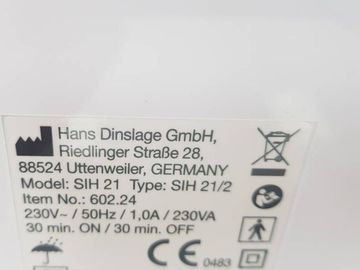 Hans Dinslage GmbH,
Riedlinger Straße 28,
88524 Uttenweiler, GERMANY
Model: SIH 21 Type: SIH 21/2
Item No.: 602.24
230V~ / 50Hz / 1,0A / 230VA
30 min. ON / 30 min. OFF
CE 0483